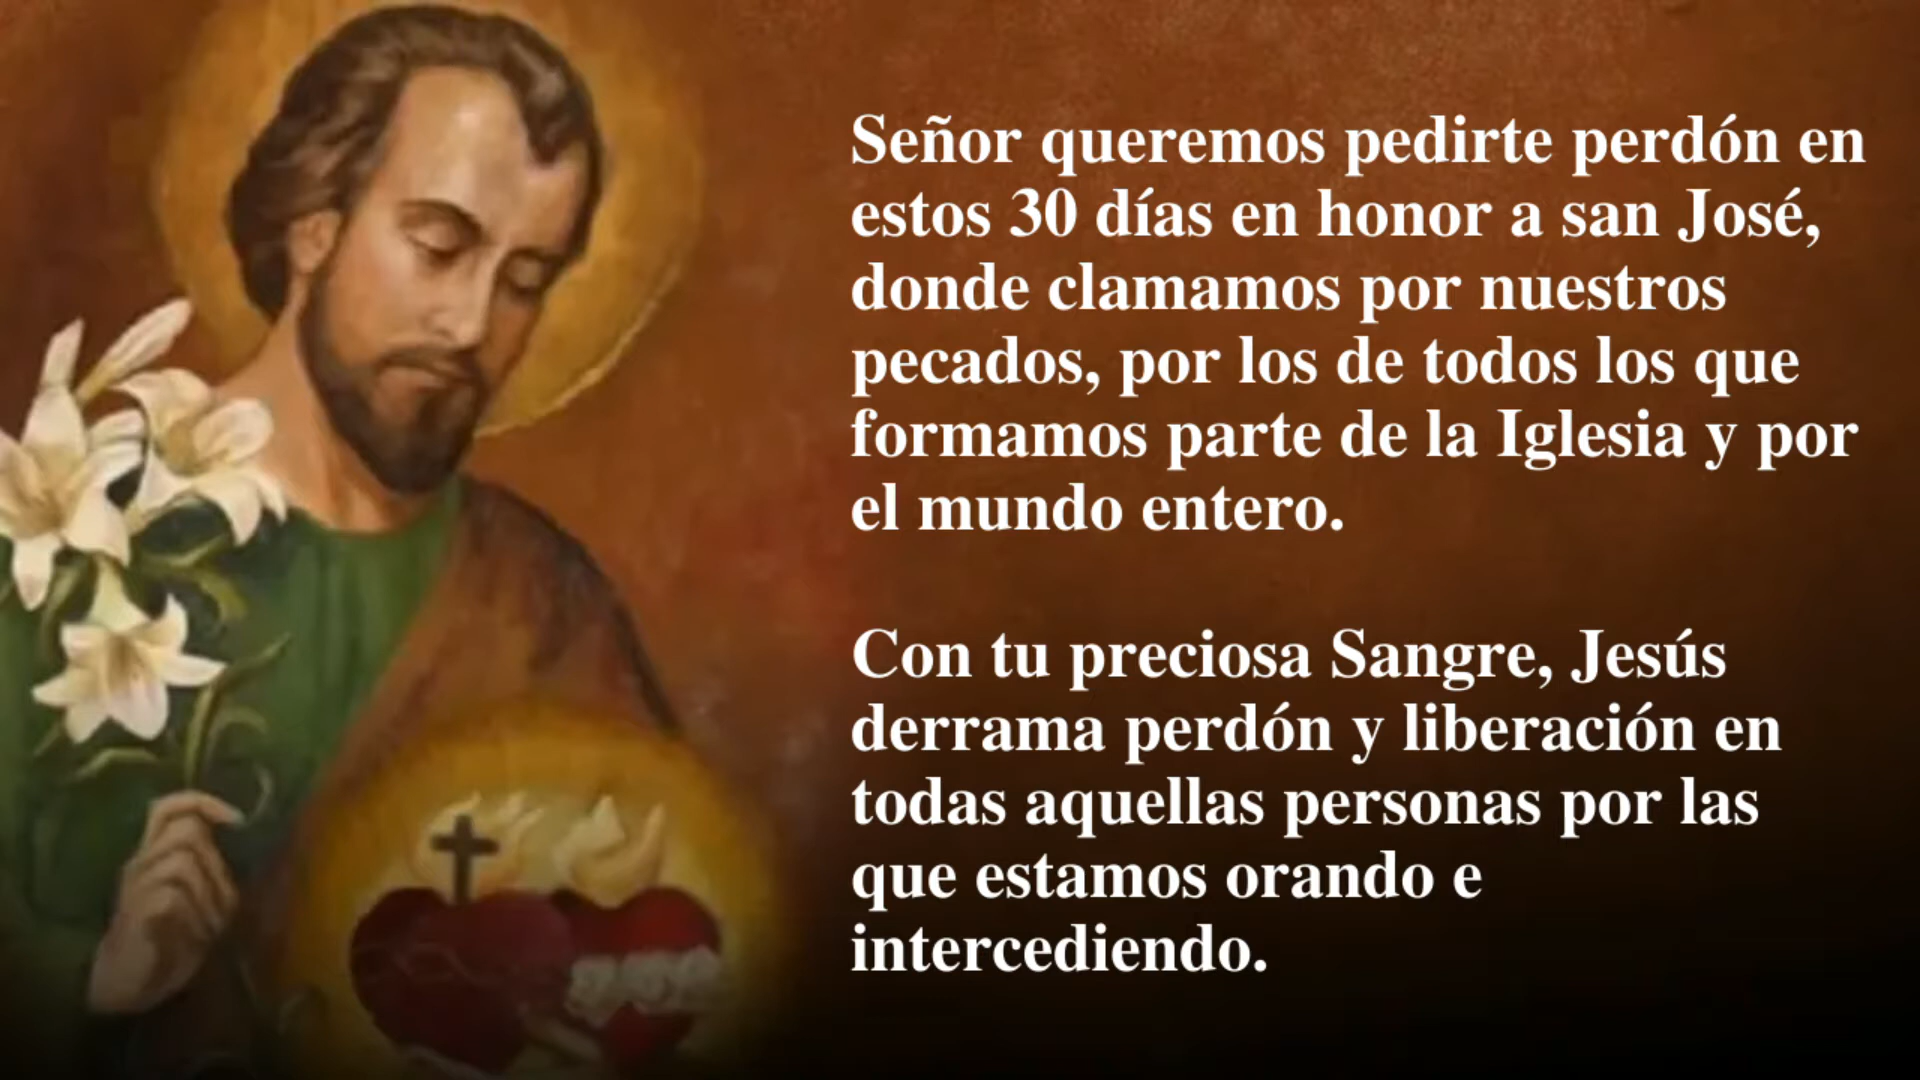 Señor queremos pedirte perdón en
estos 30 días en honor a san José,
donde clamamos por nuestros
pecados, por los de todos los que
formamos parte de la Iglesia y por
el mundo entero.
Con tu preciosa Sangre, Jesús
derrama perdón y liberación en
todas aquellas personas por las
que estamos orando e
intercediendo.